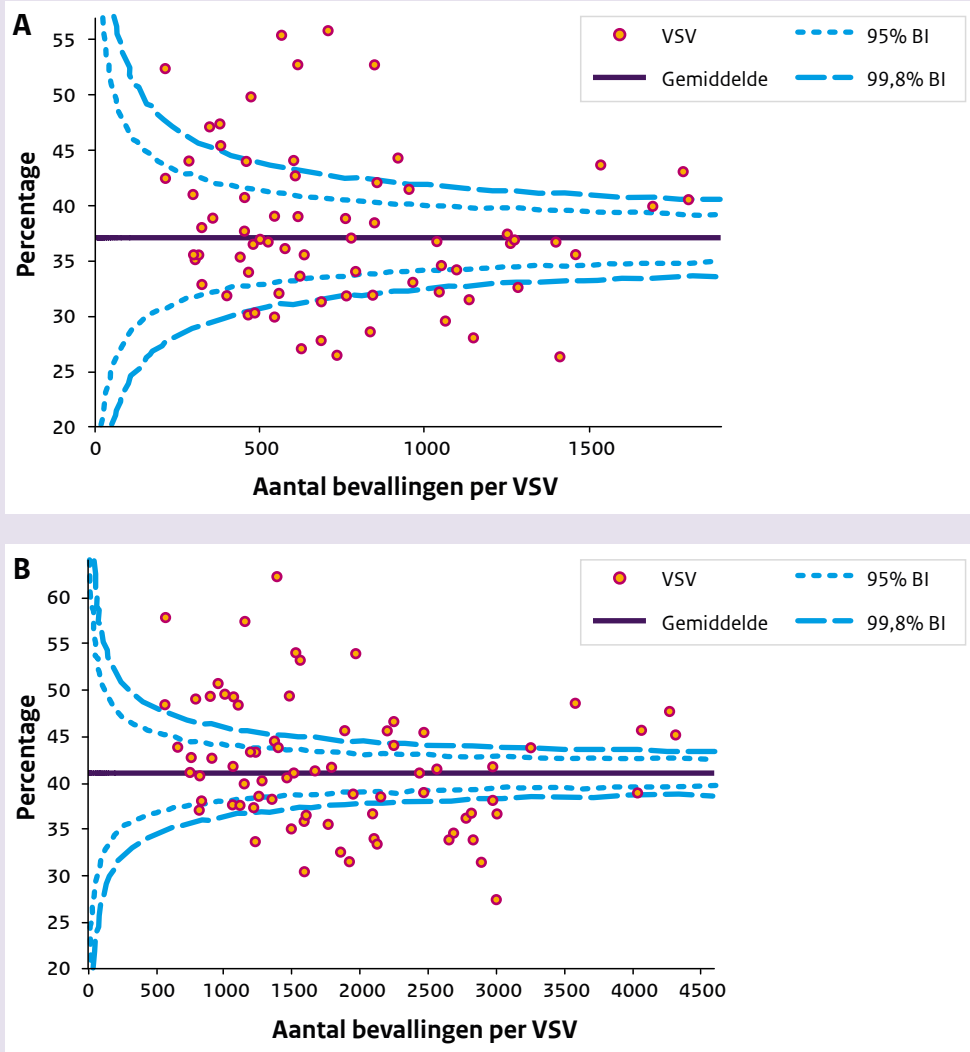 A
VSV
95% BI
Gemiddelde
99,8% BI
Percentage
55
50
45
40
35
30
25
20
0
500
1000
1500
Aantal bevallingen per VSV
B
VSV
95% BI
Gemiddelde
99,8% BI
Percentage
60
55
50
45
40
35
30
25
20
0
500
1000
1500
2000
2500
3000
3500
4000
4500
Aantal bevallingen per VSV